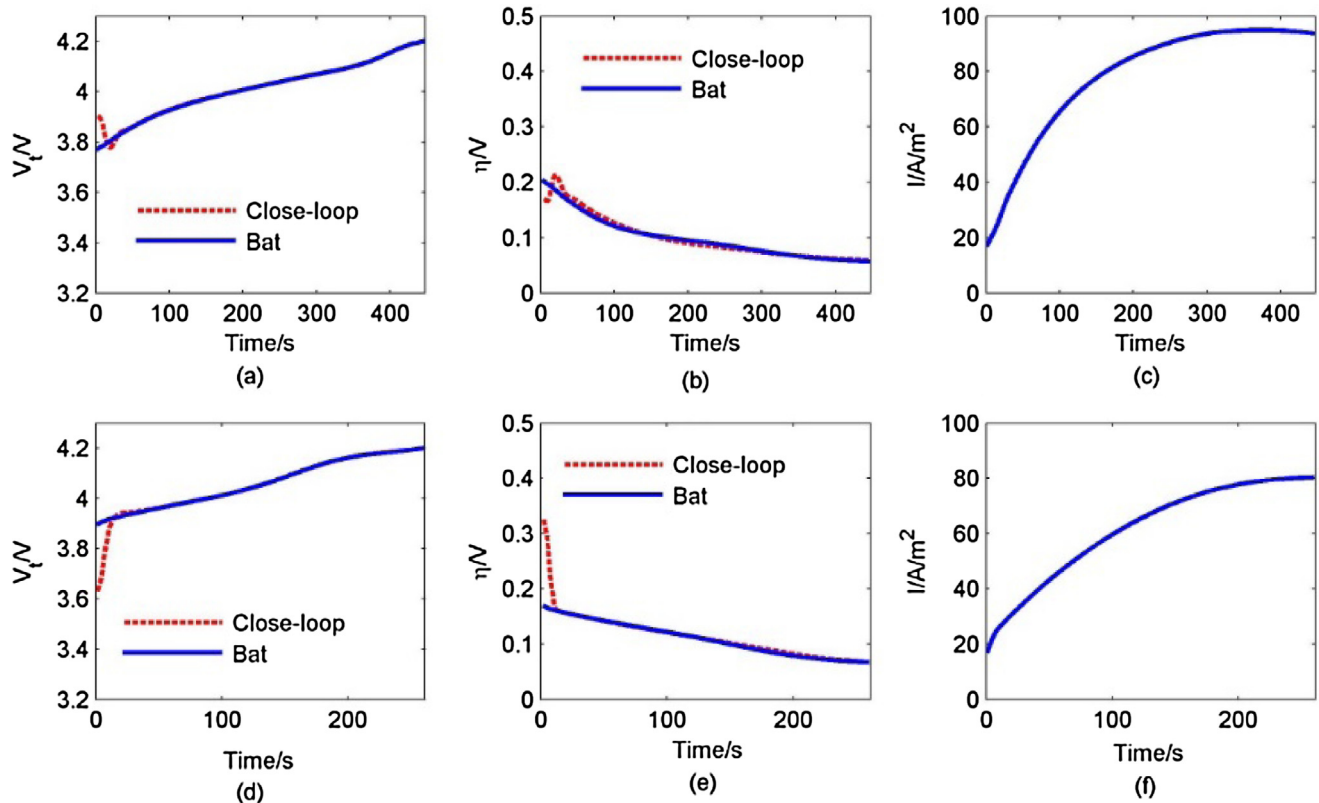 4.2
4
3.8
3.6
3.4
3.2
V_t/V
Close-loop
Bat
0 100 200 300 400
Time/s
(a)
0.5
0.4
0.3
0.2
0.1
0
η/V
Close-loop
Bat
0 100 200 300 400
Time/s
(b)
100
80
60
40
20
0
I/A/m²
0 100 200 300 400
Time/s
(c)
4.2
4
3.8
3.6
3.4
3.2
V_t/V
Close-loop
Bat
0 100 200
Time/s
(d)
0.5
0.4
0.3
0.2
0.1
0
η/V
Close-loop
Bat
0 100 200
Time/s
(e)
100
80
60
40
20
0
I/A/m²
0 100 200
Time/s
(f)